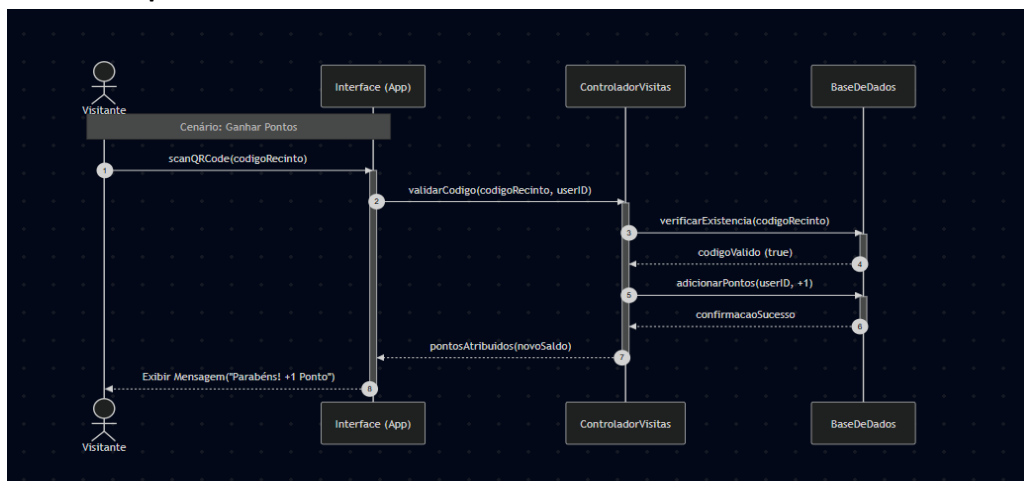 Interface (App)
ControladorVisitas
BaseDeDados
Visitante
Cenário: Ganhar Pontos
scanQRCode(codigoRecinto)
1
validarCodigo(codigoRecinto, userID)
2
verificarExistencia(codigoRecinto)
3
codigoValido (true)
4
adicionarPontos(userID, +1)
5
confirmacaoSucesso
6
pontosAtribuidos(novoSaldo)
7
Exibir Mensagem("Parabéns! +1 Ponto")
8
Interface (App)
ControladorVisitas
BaseDeDados
Visitante